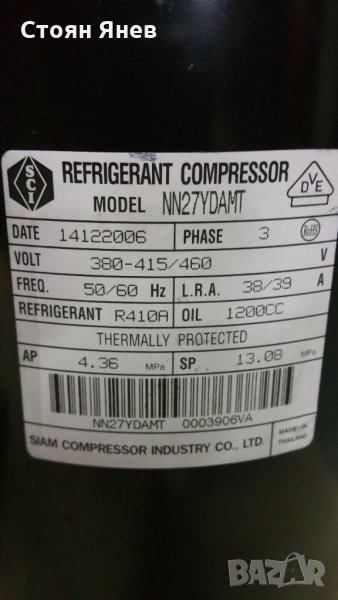 Стоян Янев
SCI
REFRIGERANT COMPRESSOR
MODEL NN27YDAMT
DVE
DATE 14122006 PHASE 3 RoHS
VOLT 380-415/460 V
FREQ. 50/60 Hz L.R.A. 38/39 A
REFRIGERANT R410A OIL 1200CC
THERMALLY PROTECTED
AP 4.36 MPa SP 13.08 MPa
NN27YDAMT 0003906VA
SIAM COMPRESSOR INDUSTRY CO., LTD.
MADE IN THAILAND
BAZAR